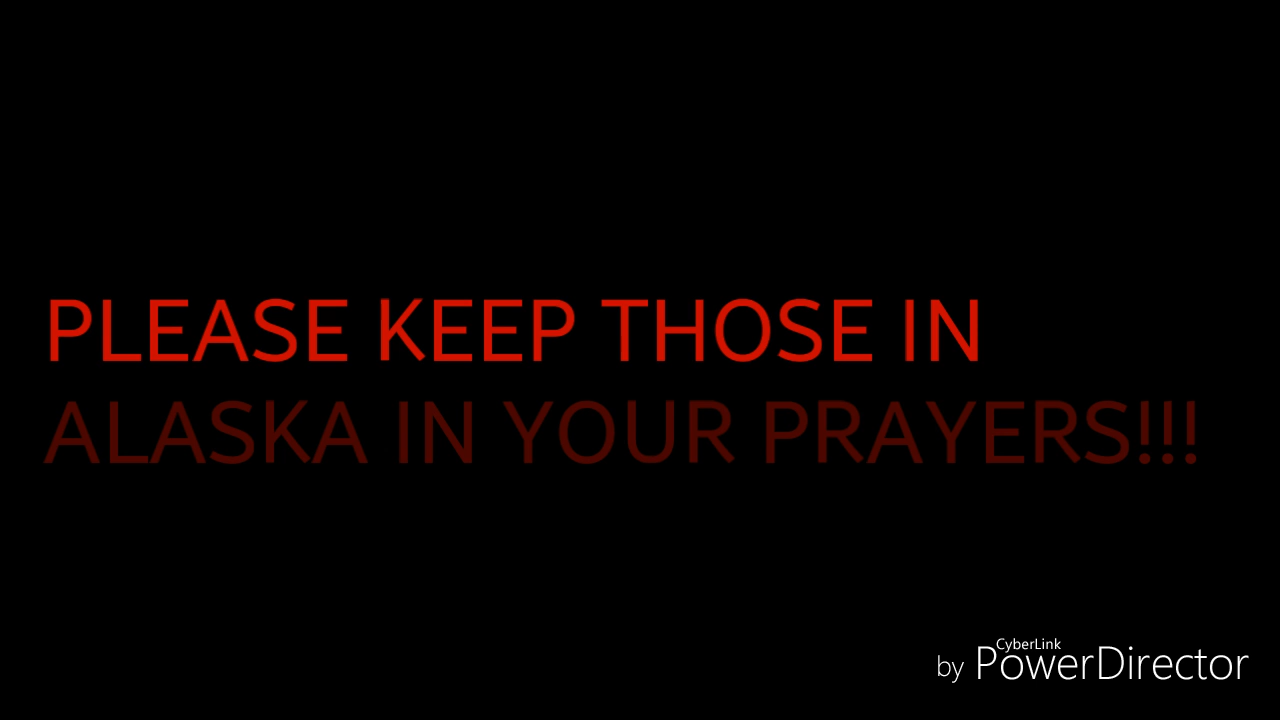 PLEASE KEEP THOSE IN
ALASKA IN YOUR PRAYERS!!!
by CyberLink PowerDirector